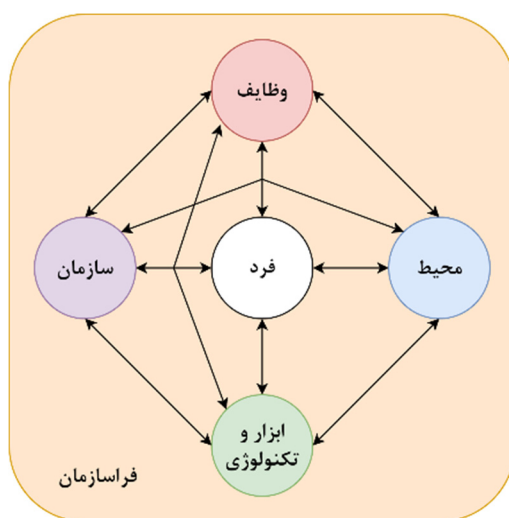 وظایف
محیط
فرد
سازمان
ابزار و
تکنولوژی
فراسازمان